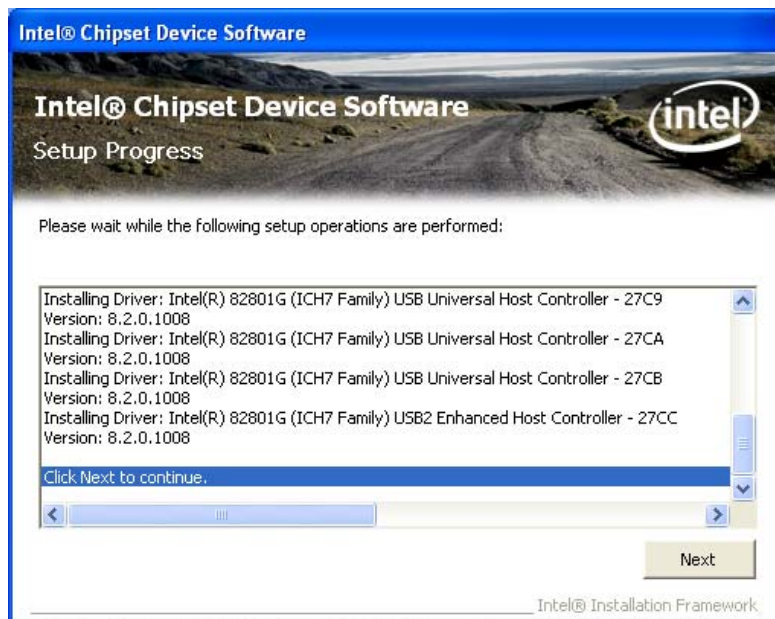 Intel® Chipset Device Software
Intel® Chipset Device Software
intel
Setup Progress
Please wait while the following setup operations are performed:
Installing Driver: Intel(R) 82801G (ICH7 Family) USB Universal Host Controller - 27C9
Version: 8.2.0.1008
Installing Driver: Intel(R) 82801G (ICH7 Family) USB Universal Host Controller - 27CA
Version: 8.2.0.1008
Installing Driver: Intel(R) 82801G (ICH7 Family) USB Universal Host Controller - 27CB
Version: 8.2.0.1008
Installing Driver: Intel(R) 82801G (ICH7 Family) USB2 Enhanced Host Controller - 27CC
Version: 8.2.0.1008
Click Next to continue.
Next
Intel® Installation Framework